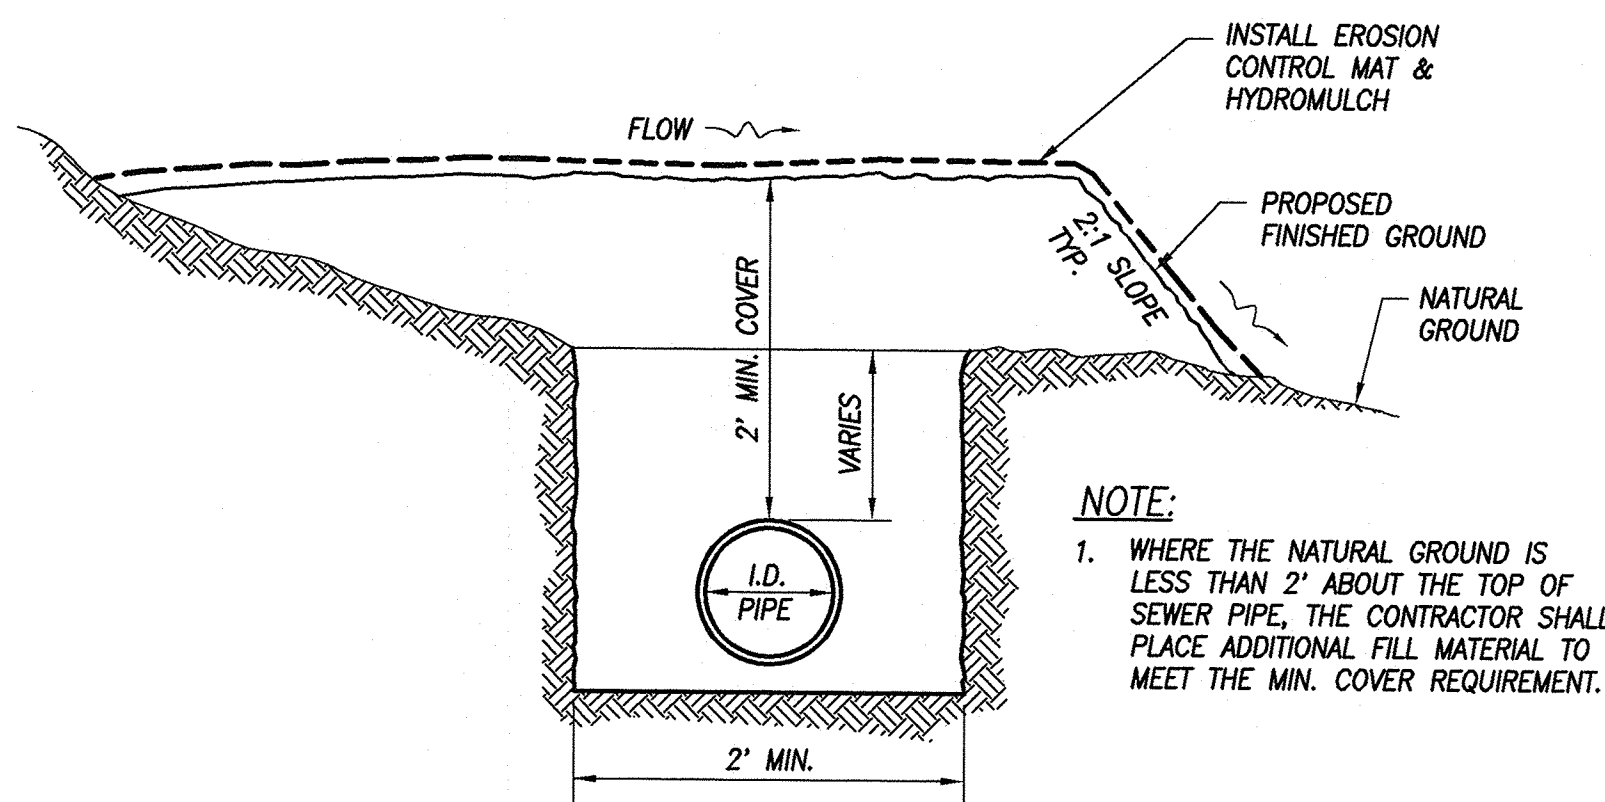 INSTALL EROSION
CONTROL MAT &
HYDROMULCH
FLOW
PROPOSED
FINISHED GROUND
2:1 SLOPE
TYP.
NATURAL
GROUND
2' MIN. COVER
VARIES
I.D.
PIPE
NOTE:
1. WHERE THE NATURAL GROUND IS
LESS THAN 2' ABOUT THE TOP OF
SEWER PIPE, THE CONTRACTOR SHALL
PLACE ADDITIONAL FILL MATERIAL TO
MEET THE MIN. COVER REQUIREMENT.
2' MIN.